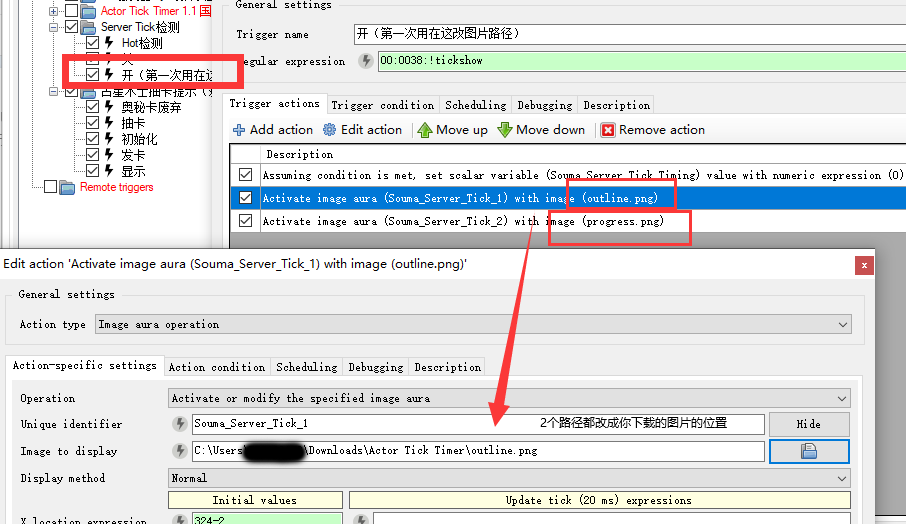 Actor Tick Timer 1.1 国
Server Tick检测
Hot检测
开（第一次用在这
占星术士抽卡提示（
奥秘卡废弃
抽卡
初始化
发卡
显示
Remote triggers
General settings
Trigger name
开（第一次用在这改图片路径）
egular expression
00:0038:!tickshow
Trigger actions
Trigger condition
Scheduling
Debugging
Description
Add action
Edit action
Move up
Move down
Remove action
Description
Assuming condition is met, set scalar variable (Souma_Server_Tick_Timing) value with numeric expression (0)
Activate image aura (Souma_Server_Tick_1) with image (outline.png)
Activate image aura (Souma_Server_Tick_2) with image (progress.png)
Edit action 'Activate image aura (Souma_Server_Tick_1) with image (outline.png)'
x
General settings
Action type
Image aura operation
Action-specific settings
Action condition
Scheduling
Debugging
Description
Operation
Activate or modify the specified image aura
Unique identifier
Souma_Server_Tick_1
2个路径都改成你下载的图片的位置
Hide
Image to display
C:\Users\
\Downloads\Actor Tick Timer\outline.png
Display method
Normal
Initial values
Update tick (20 ms) expressions
X location expression
324-2